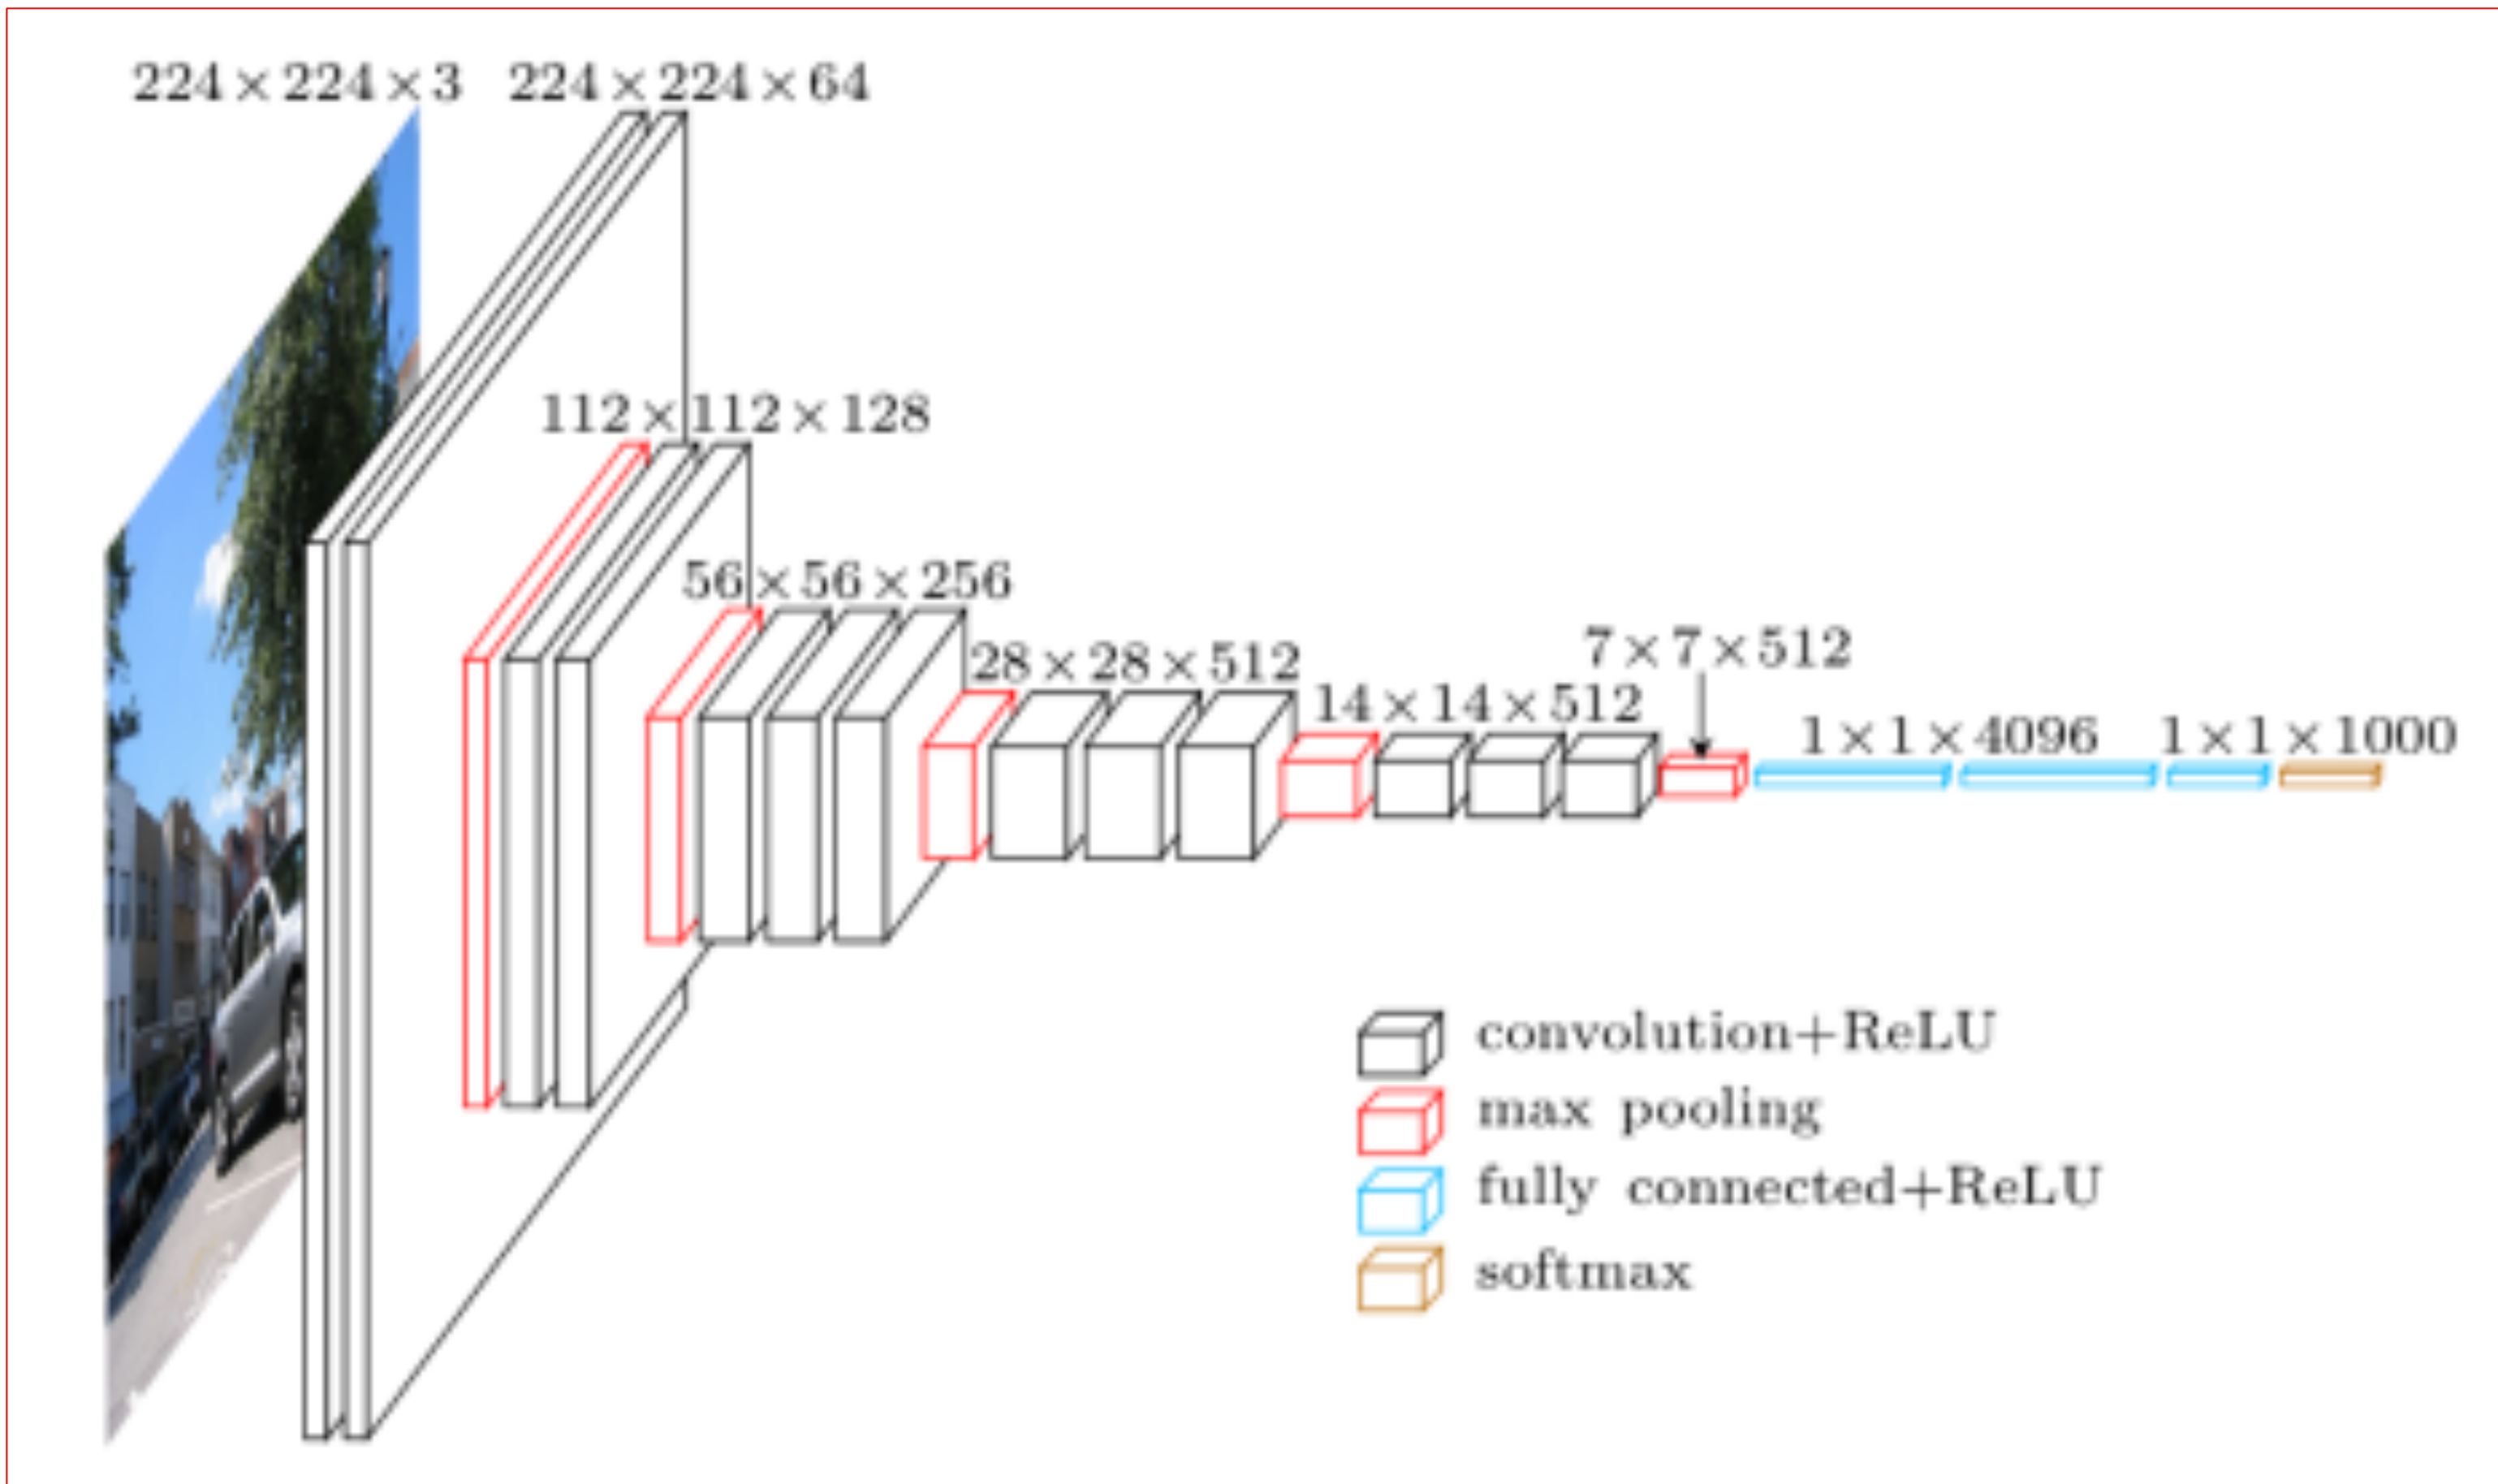 224×224×3
224×224×64
112×112×128
56×56×256
28×28×512
14×14×512
7×7×512
1×1×4096
1×1×1000
convolution+ReLU
max pooling
fully connected+ReLU
softmax